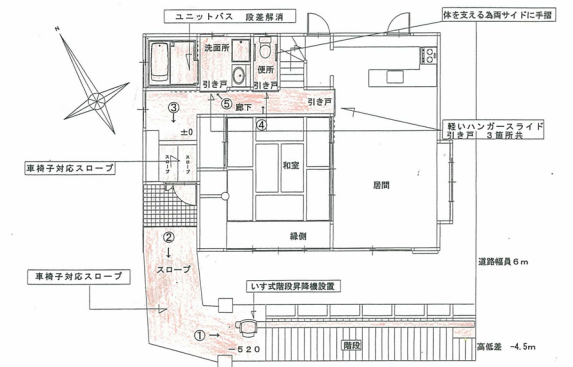 N
ユニットバス 段差解消
体を支える為両サイドに手摺
洗面所
便所
引き戸
引き戸
引き戸
⑤
廊下
③
④
±0
軽いハンガースライド
引き戸 3箇所共
和室
居間
車椅子対応スロープ
スロープ
スロープ
縁側
②
スロープ
道路幅員6m
車椅子対応スロープ
いす式階段昇降機設置
①
－520
階段
高低差 -4.5m